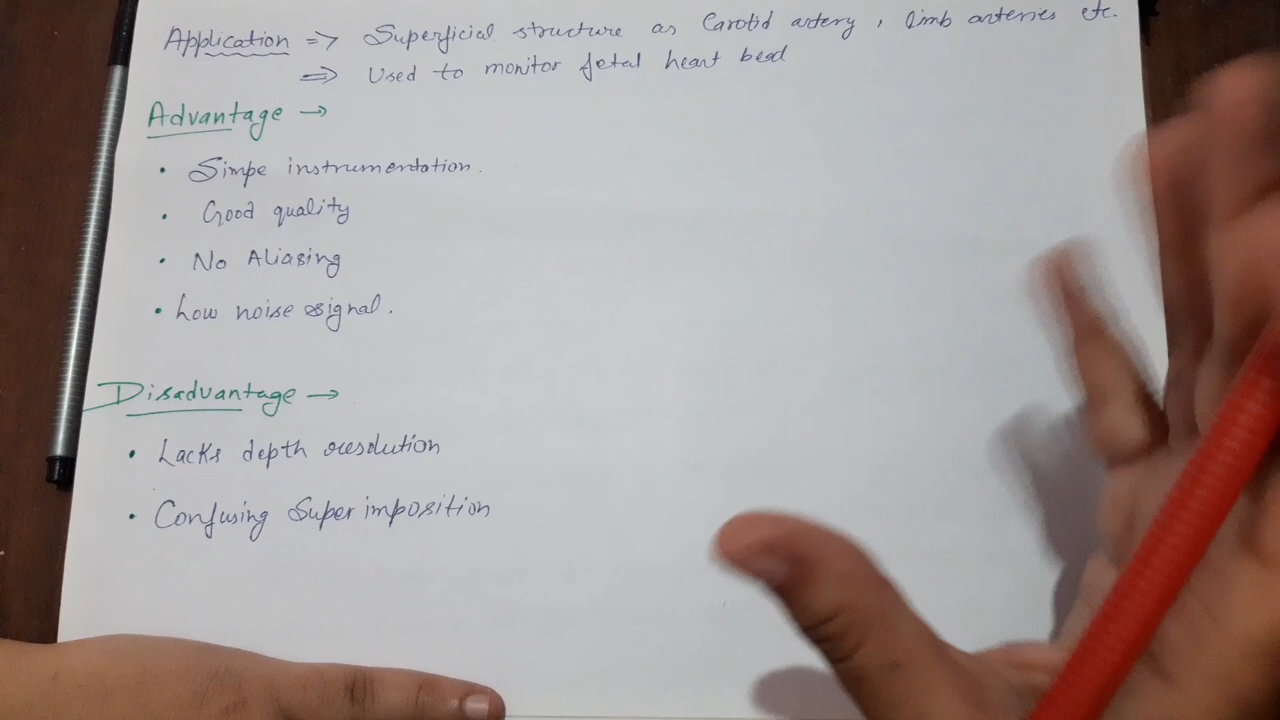 Application => Superficial structure as Carotid artery, limb arteries etc.
=> Used to monitor fetal heart bead
Advantage →
• Simpe instrumentation.
• Good quality
• No Aliasing
• Low noise signal.
Disadvantage →
• Lacks depth resolution
• Confusing Superimposition